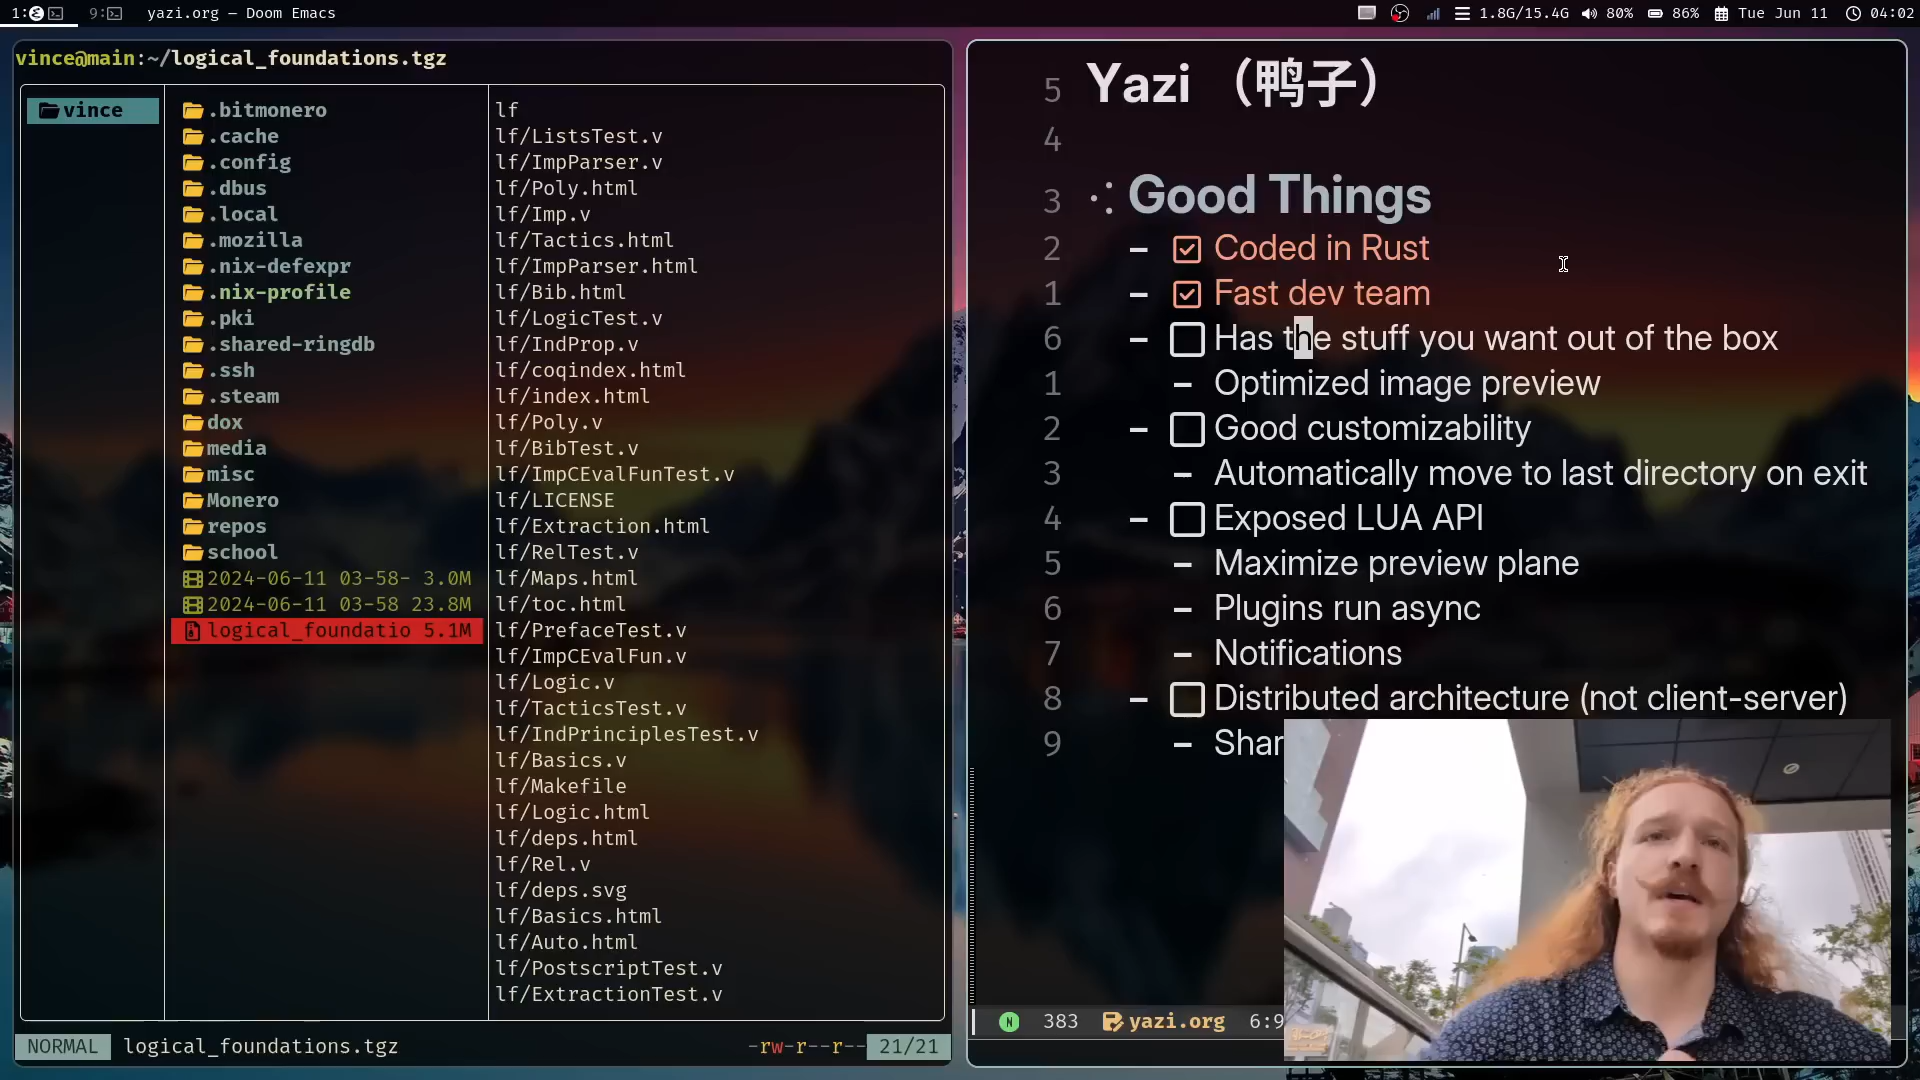 1: 9: yazi.org — Doom Emacs 1.8G/15.4G 80% 86% Tue Jun 11 04:02
vince@main:~/logical_foundations.tgz
vince
.bitmonero
.cache
.config
.dbus
.local
.mozilla
.nix-defexpr
.nix-profile
.pki
.shared-ringdb
.ssh
.steam
dox
media
misc
Monero
repos
school
2024-06-11 03-58- 3.0M
2024-06-11 03-58 23.8M
logical_foundatio 5.1M
lf
lf/ListsTest.v
lf/ImpParser.v
lf/Poly.html
lf/Imp.v
lf/Tactics.html
lf/ImpParser.html
lf/Bib.html
lf/LogicTest.v
lf/IndProp.v
lf/coqindex.html
lf/index.html
lf/Poly.v
lf/BibTest.v
lf/ImpCEvalFunTest.v
lf/LICENSE
lf/Extraction.html
lf/RelTest.v
lf/Maps.html
lf/toc.html
lf/PrefaceTest.v
lf/ImpCEvalFun.v
lf/Logic.v
lf/TacticsTest.v
lf/IndPrinciplesTest.v
lf/Basics.v
lf/Makefile
lf/Logic.html
lf/deps.html
lf/Rel.v
lf/deps.svg
lf/Basics.html
lf/Auto.html
lf/PostscriptTest.v
lf/ExtractionTest.v
NORMAL logical_foundations.tgz -rw-r--r-- 21/21
5 Yazi （鸭子）
4
3 Good Things
2 – Coded in Rust
1 – Fast dev team
6 – Has the stuff you want out of the box
1 – Optimized image preview
2 – Good customizability
3 – Automatically move to last directory on exit
4 – Exposed LUA API
5 – Maximize preview plane
6 – Plugins run async
7 – Notifications
8 – Distributed architecture (not client-server)
9 – Shar
N 383 yazi.org 6:9